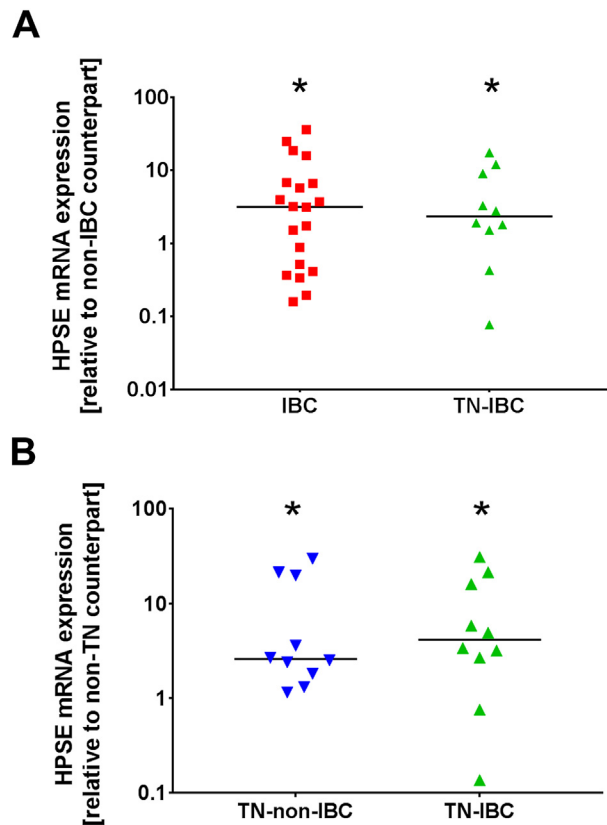 A
* *
HPSE mRNA expression
[relative to non-IBC counterpart]
100
10
1
0.1
0.01
IBC TN-IBC
B
* *
HPSE mRNA expression
[relative to non-TN counterpart]
100
10
1
0.1
TN-non-IBC TN-IBC